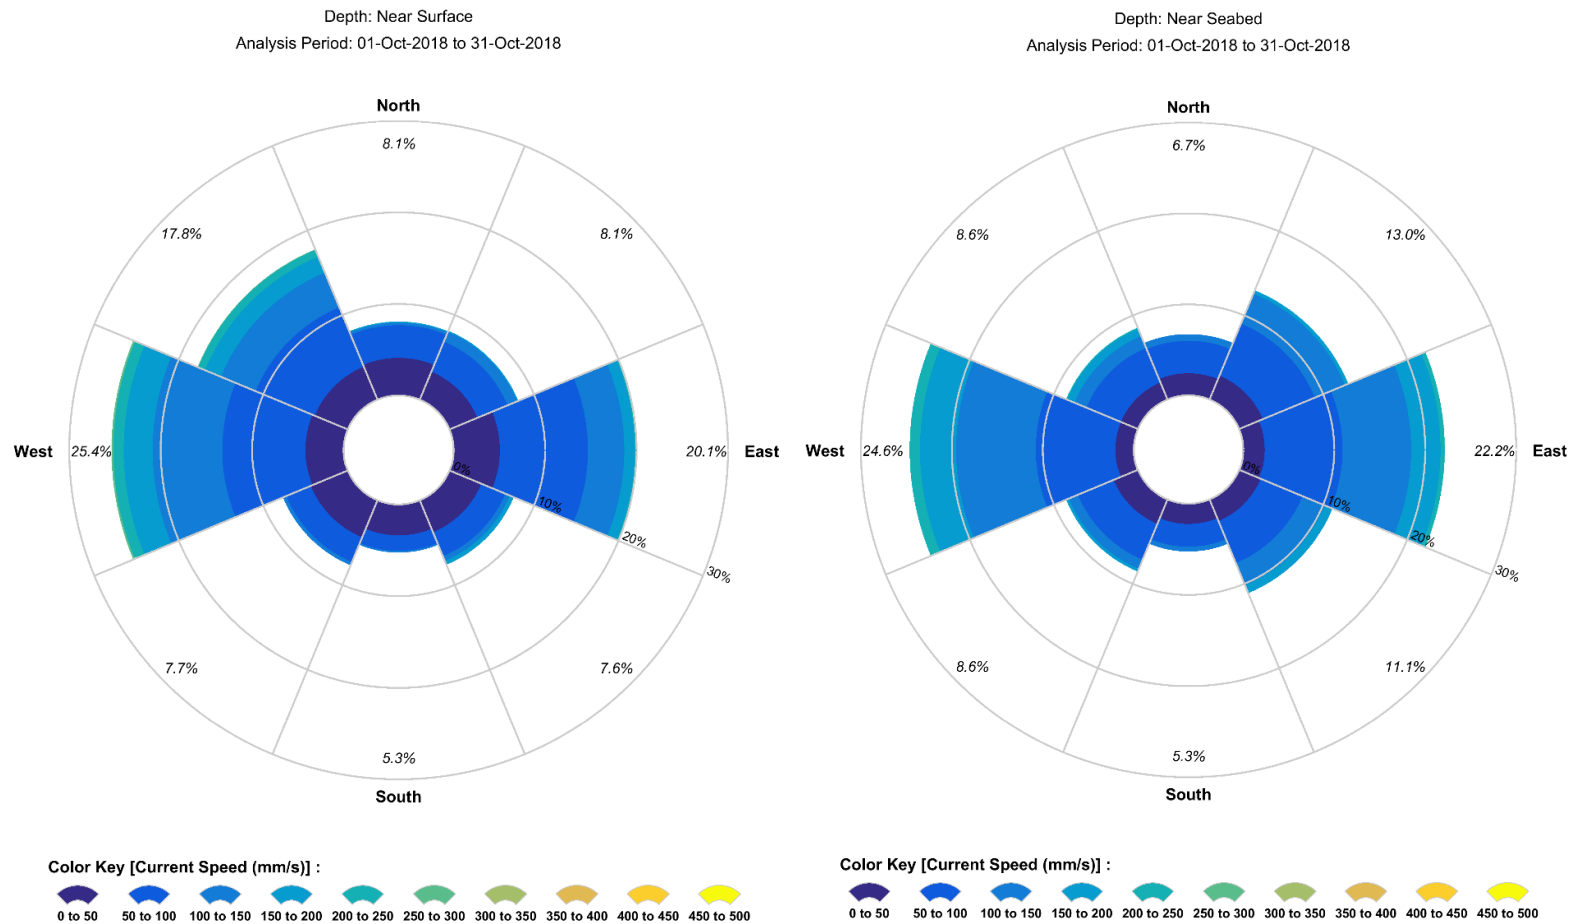 Depth: Near Surface
Analysis Period: 01-Oct-2018 to 31-Oct-2018
North
8.1%
17.8%
8.1%
West
25.4%
20.1%
East
0%
10%
20%
30%
7.7%
7.6%
5.3%
South
Color Key [Current Speed (mm/s)] :
0 to 50 50 to 100 100 to 150 150 to 200 200 to 250 250 to 300 300 to 350 350 to 400 400 to 450 450 to 500
Depth: Near Seabed
Analysis Period: 01-Oct-2018 to 31-Oct-2018
North
6.7%
8.6%
13.0%
West
24.6%
22.2%
East
0%
10%
20%
30%
8.6%
11.1%
5.3%
South
Color Key [Current Speed (mm/s)] :
0 to 50 50 to 100 100 to 150 150 to 200 200 to 250 250 to 300 300 to 350 350 to 400 400 to 450 450 to 500